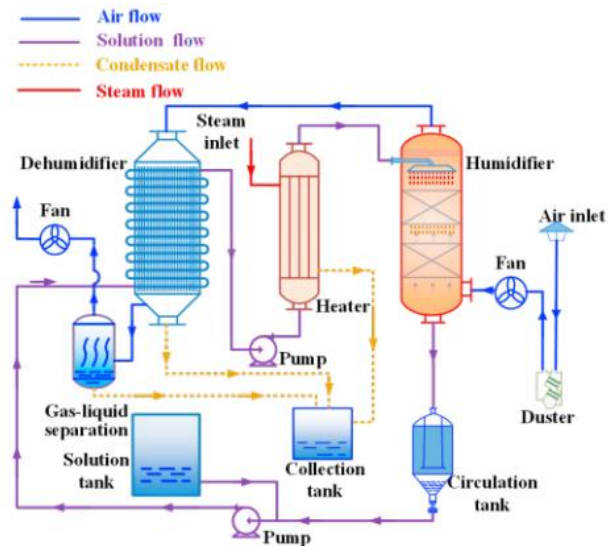 Air flow
Solution flow
Condensate flow
Steam flow
Steam
inlet
Dehumidifier
Humidifier
Fan
Air inlet
Fan
Heater
Pump
Duster
Gas-liquid
separation
Solution
tank
Collection
tank
Circulation
tank
Pump